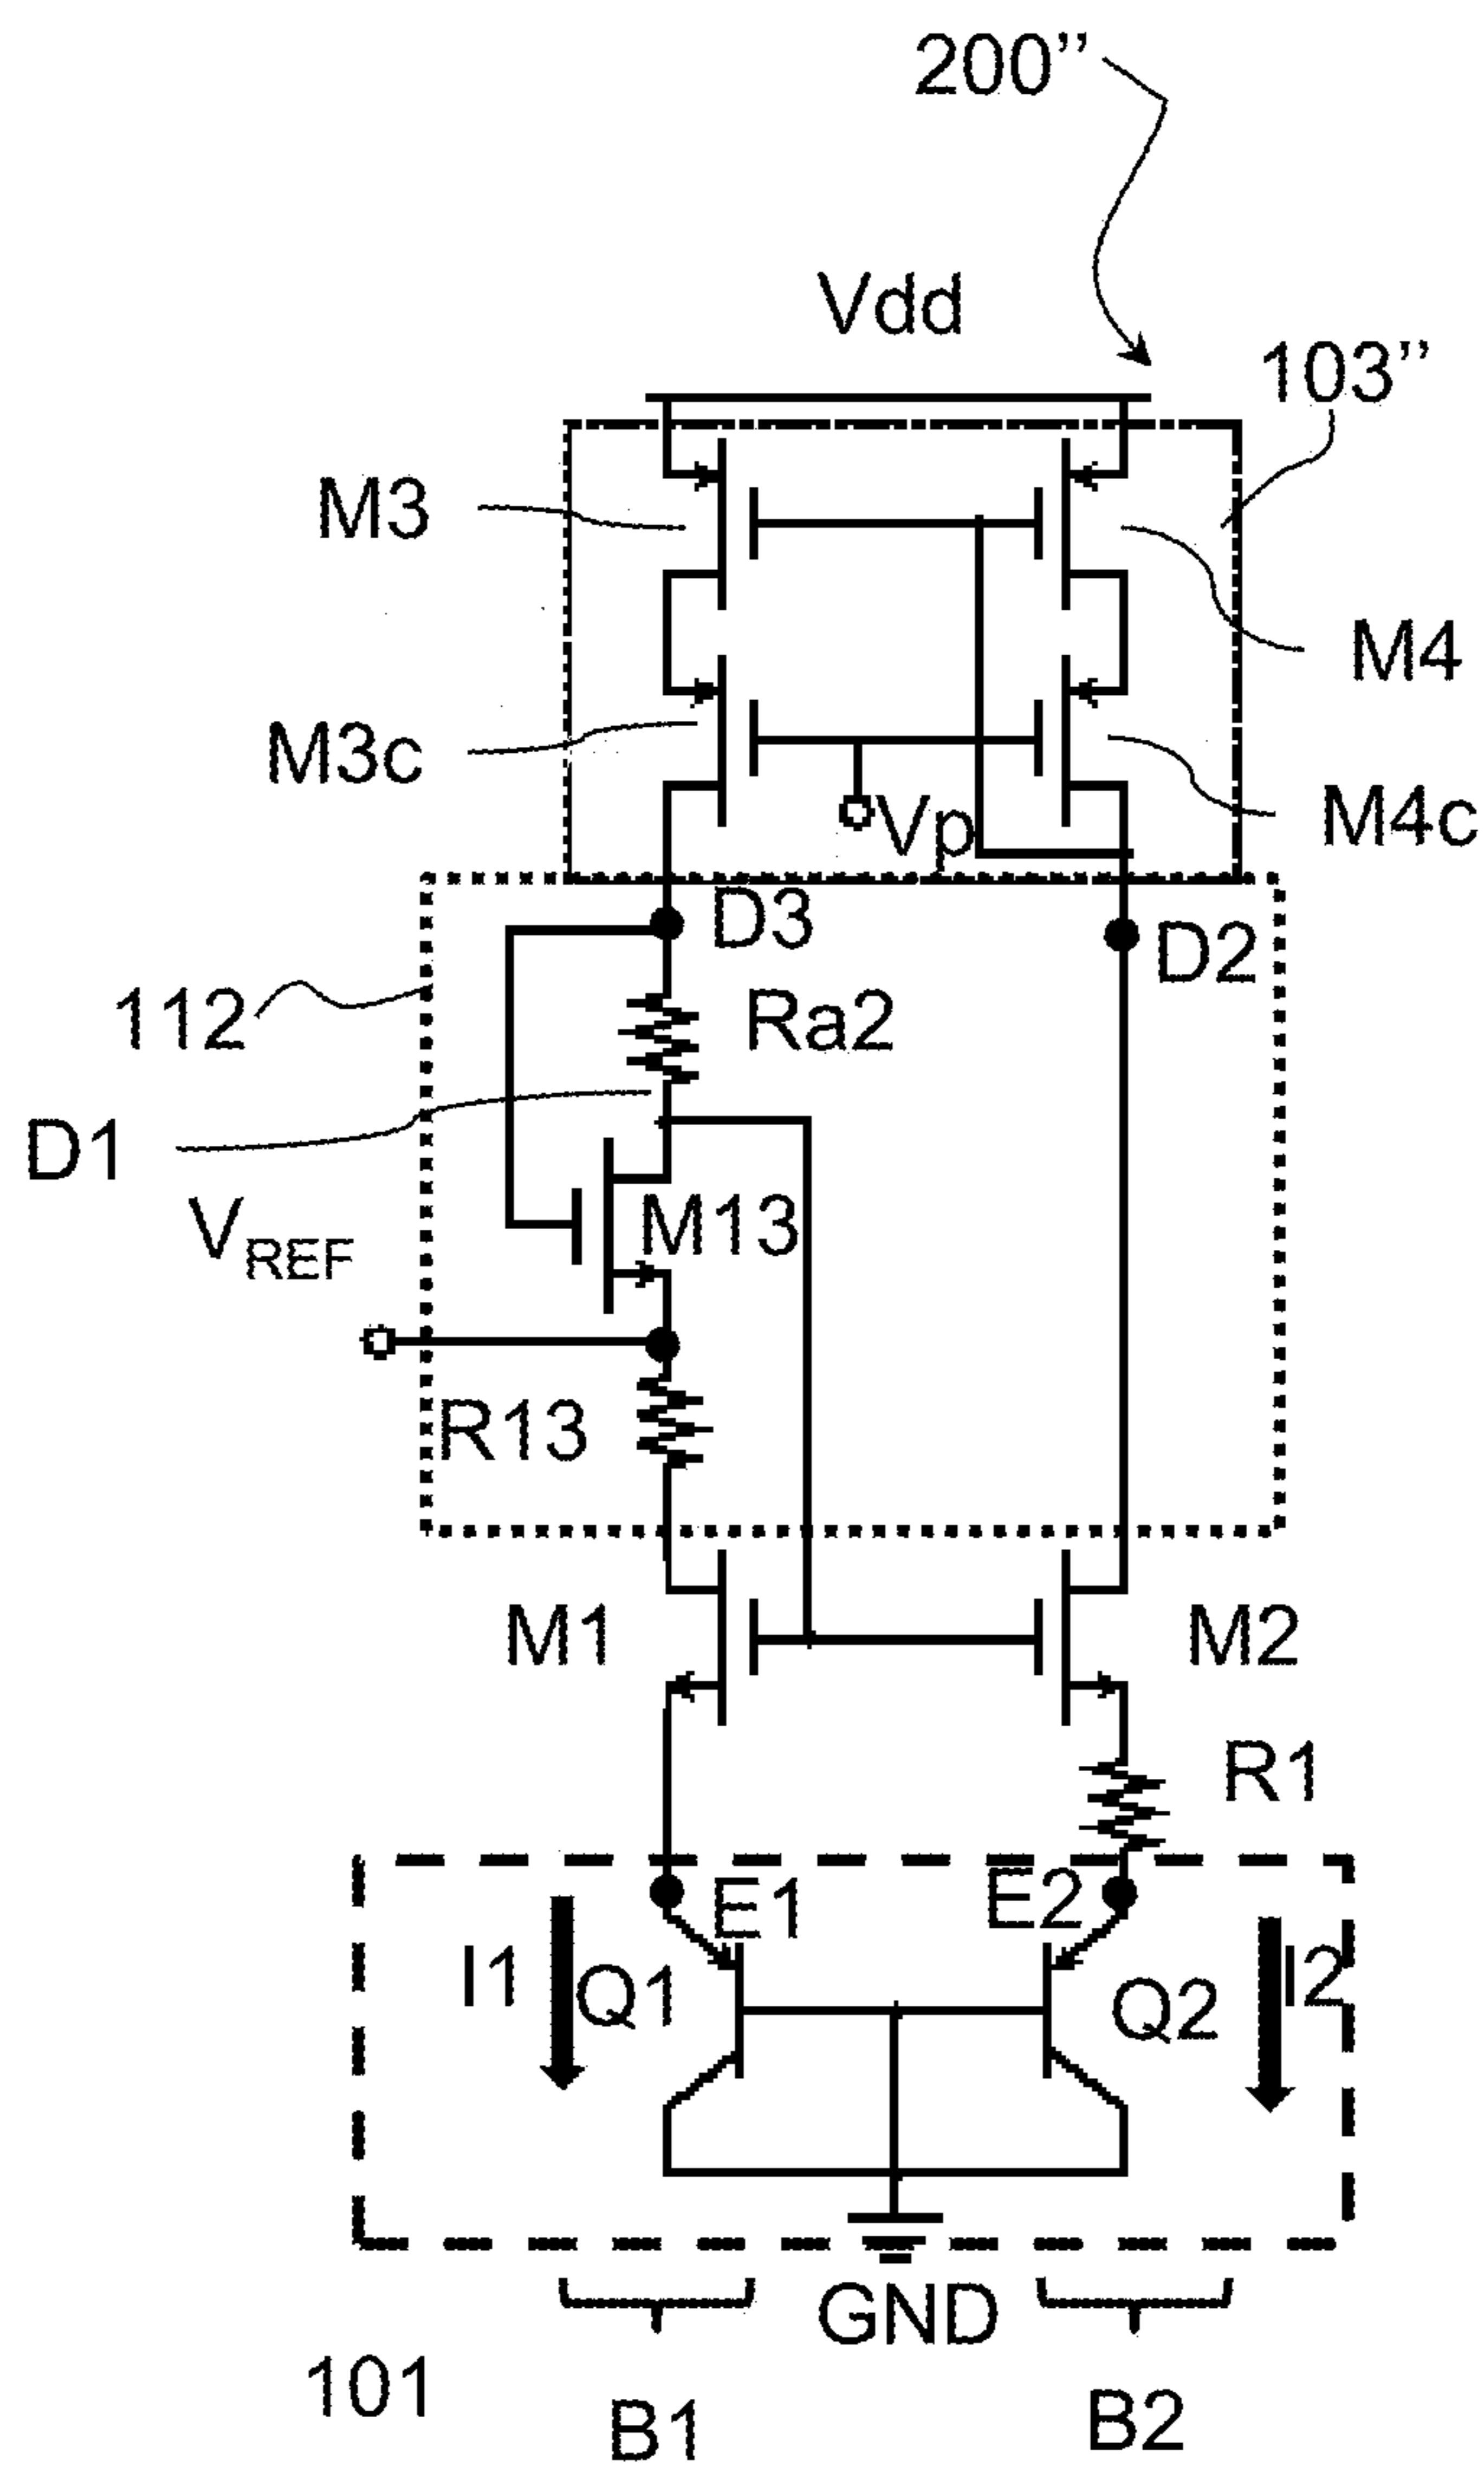 200”
Vdd
103”
M3
M4
M3c
M4c
Vp
D3
D2
112
Ra2
D1
VREF
M13
R13
M1
M2
R1
E1
E2
I1
Q1
Q2
I2
GND
101
B1
B2